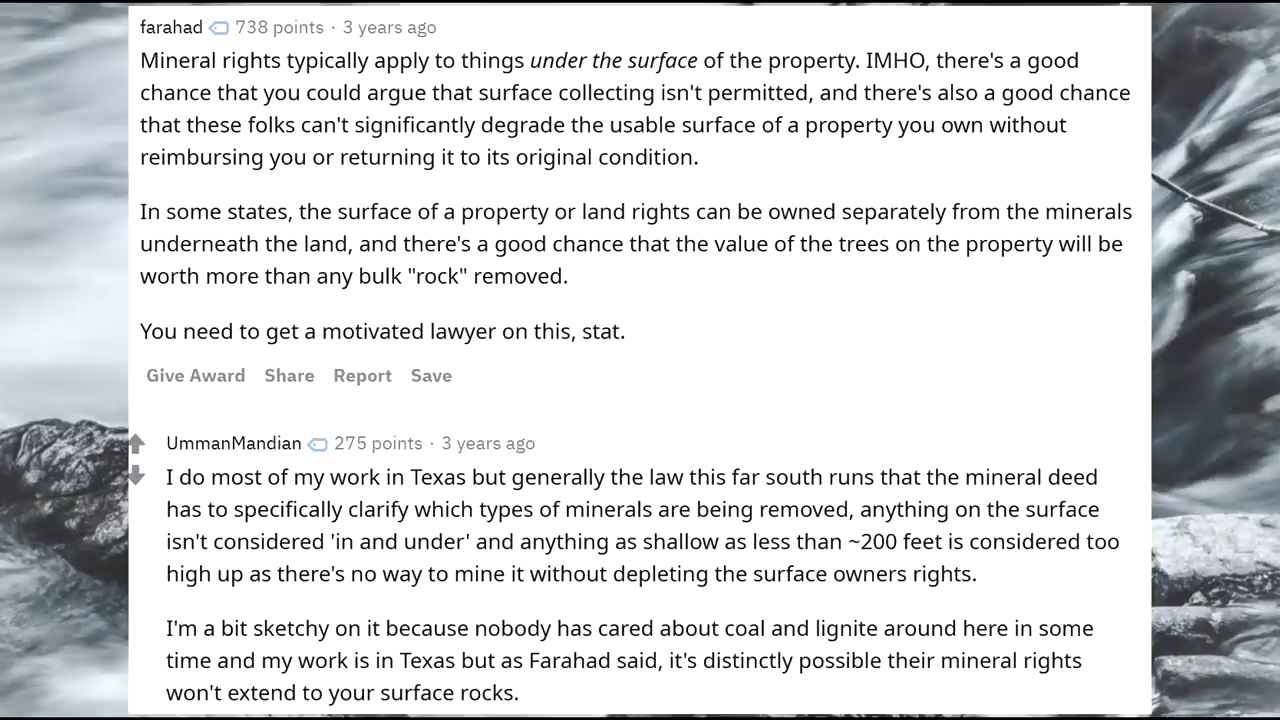 farahad 738 points · 3 years ago
Mineral rights typically apply to things under the surface of the property. IMHO, there's a good
chance that you could argue that surface collecting isn't permitted, and there's also a good chance
that these folks can't significantly degrade the usable surface of a property you own without
reimbursing you or returning it to its original condition.
In some states, the surface of a property or land rights can be owned separately from the minerals
underneath the land, and there's a good chance that the value of the trees on the property will be
worth more than any bulk "rock" removed.
You need to get a motivated lawyer on this, stat.
Give Award Share Report Save
UmmanMandian 275 points · 3 years ago
I do most of my work in Texas but generally the law this far south runs that the mineral deed
has to specifically clarify which types of minerals are being removed, anything on the surface
isn't considered 'in and under' and anything as shallow as less than ~200 feet is considered too
high up as there's no way to mine it without depleting the surface owners rights.
I'm a bit sketchy on it because nobody has cared about coal and lignite around here in some
time and my work is in Texas but as Farahad said, it's distinctly possible their mineral rights
won't extend to your surface rocks.